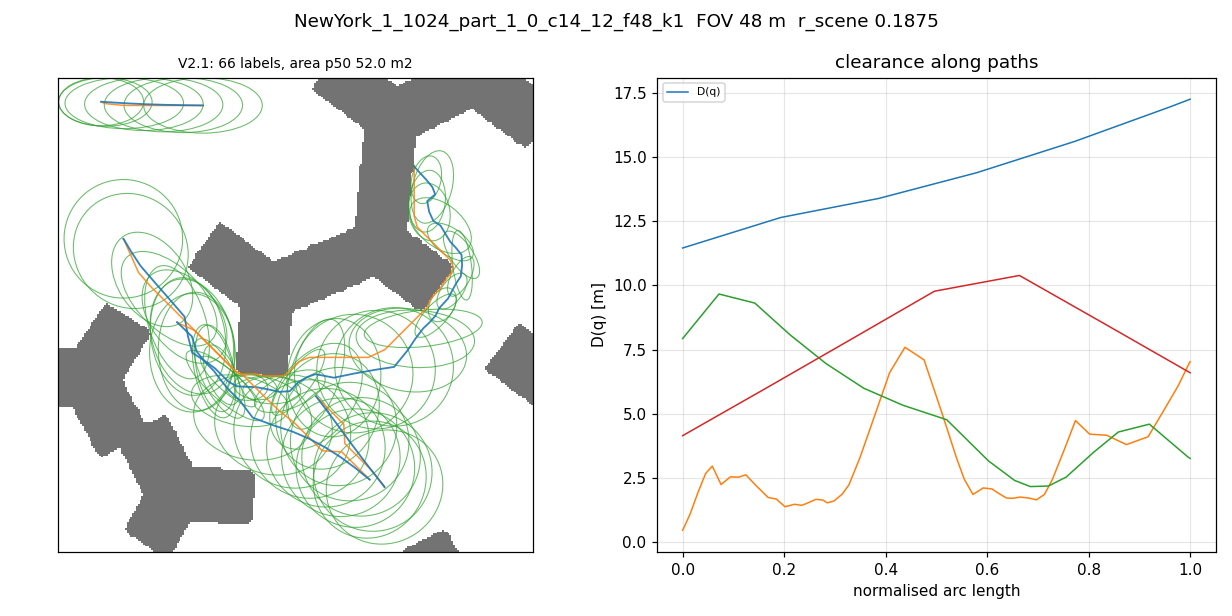 NewYork_1_1024_part_1_0_c14_12_f48_k1 FOV 48 m r_scene 0.1875
V2.1: 66 labels, area p50 52.0 m2
clearance along paths
D(q)
D(q) [m]
17.5
15.0
12.5
10.0
7.5
5.0
2.5
0.0
0.0 0.2 0.4 0.6 0.8 1.0
normalised arc length